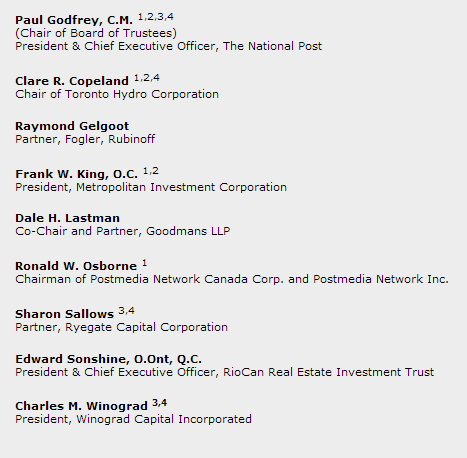 Paul Godfrey, C.M. 1,2,3,4
(Chair of Board of Trustees)
President & Chief Executive Officer, The National Post
Clare R. Copeland 1,2,4
Chair of Toronto Hydro Corporation
Raymond Gelgoot
Partner, Fogler, Rubinoff
Frank W. King, O.C. 1,2
President, Metropolitan Investment Corporation
Dale H. Lastman
Co-Chair and Partner, Goodmans LLP
Ronald W. Osborne 1
Chairman of Postmedia Network Canada Corp. and Postmedia Network Inc.
Sharon Sallows 3,4
Partner, Ryegate Capital Corporation
Edward Sonshine, O.Ont, Q.C.
President & Chief Executive Officer, RioCan Real Estate Investment Trust
Charles M. Winograd 3,4
President, Winograd Capital Incorporated